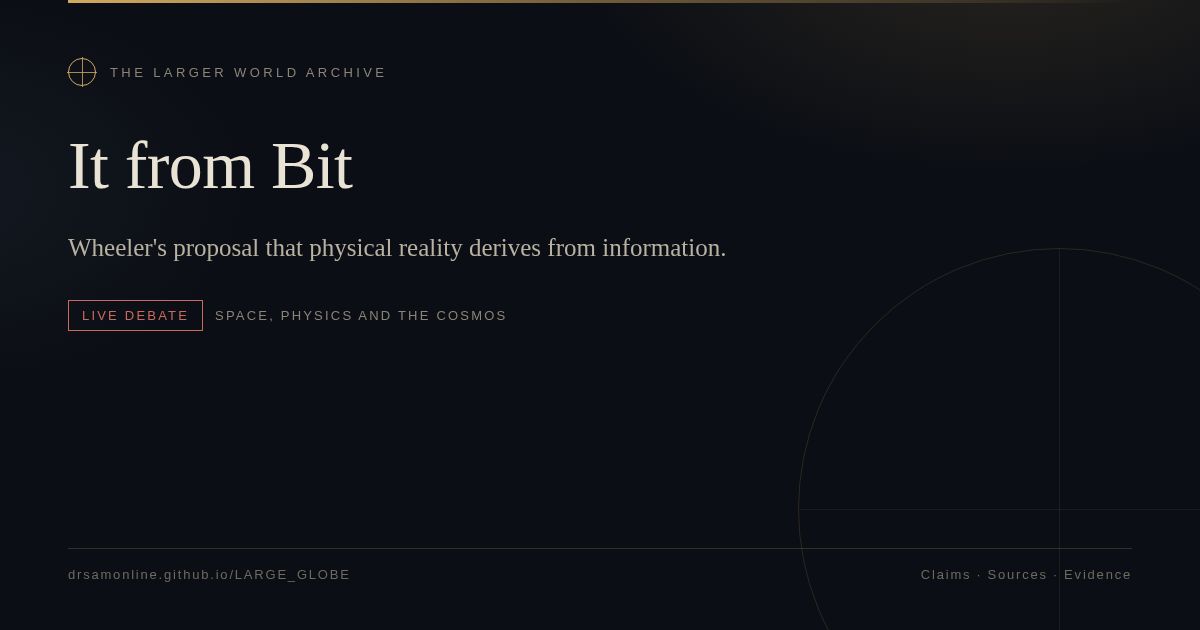 THE LARGER WORLD ARCHIVE
It from Bit
Wheeler's proposal that physical reality derives from information.
LIVE DEBATE SPACE, PHYSICS AND THE COSMOS
drsamonline.github.io/LARGE_GLOBE Claims · Sources · Evidence